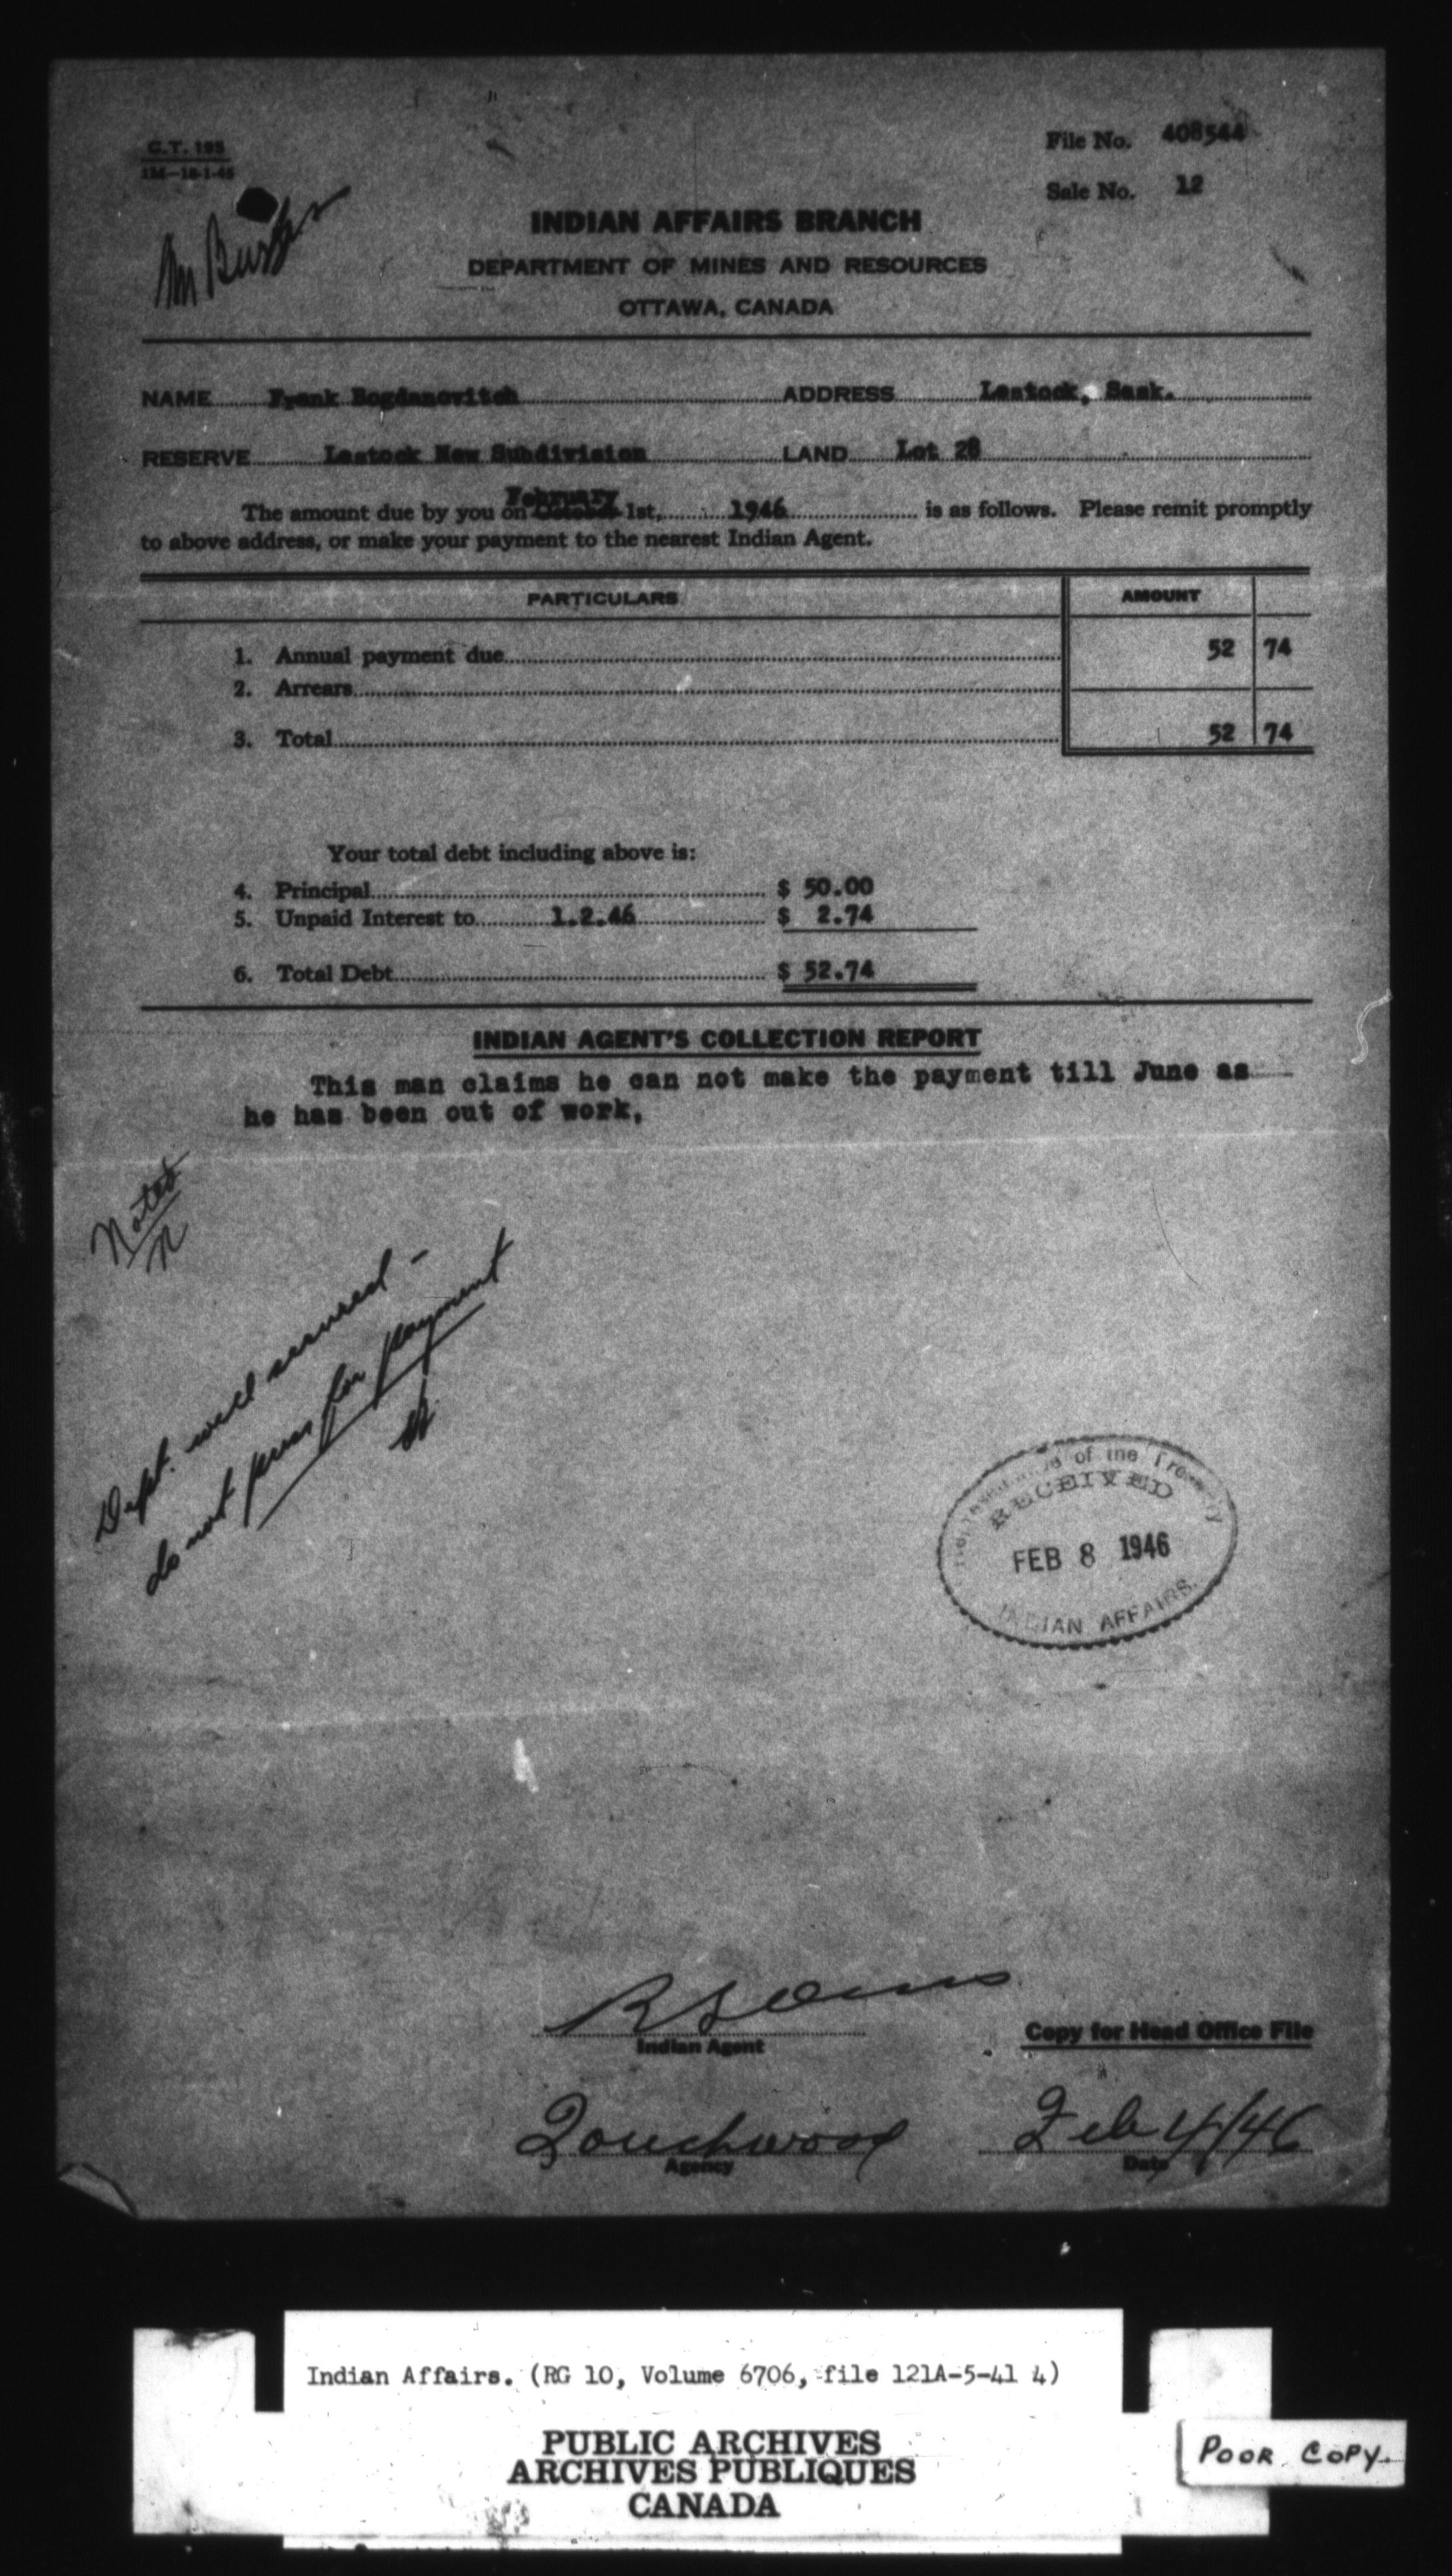 C.T. 195
1M—18-1-45
File No. 408544
Sale No. 12
INDIAN AFFAIRS BRANCH
DEPARTMENT OF MINES AND RESOURCES
OTTAWA, CANADA
NAME Frank Bogdanovitch ADDRESS Lestock, Sask.
RESERVE Lestock New Subdivision LAND Lot 28
February
The amount due by you on October 1st, 1946 is as follows. Please remit promptly
to above address, or make your payment to the nearest Indian Agent.
PARTICULARS AMOUNT
1. Annual payment due 52 74
2. Arrears
3. Total 52 74
Your total debt including above is:
4. Principal $ 50.00
5. Unpaid Interest to 1.2.46 $ 2.74
6. Total Debt $ 52.74
INDIAN AGENT'S COLLECTION REPORT
This man claims he can not make the payment till June as
he has been out of work,
Noted
Dept. well secured -
do not press for payment
of the
RECEIVED
FEB 8 1946
INDIAN AFFAIRS.
Indian Agent
Copy for Head Office File
Touchwood Feb 4/46
Agency Date
Indian Affairs. (RG 10, Volume 6706, file 121A-5-41 4)
PUBLIC ARCHIVES
ARCHIVES PUBLIQUES
CANADA
POOR COPY